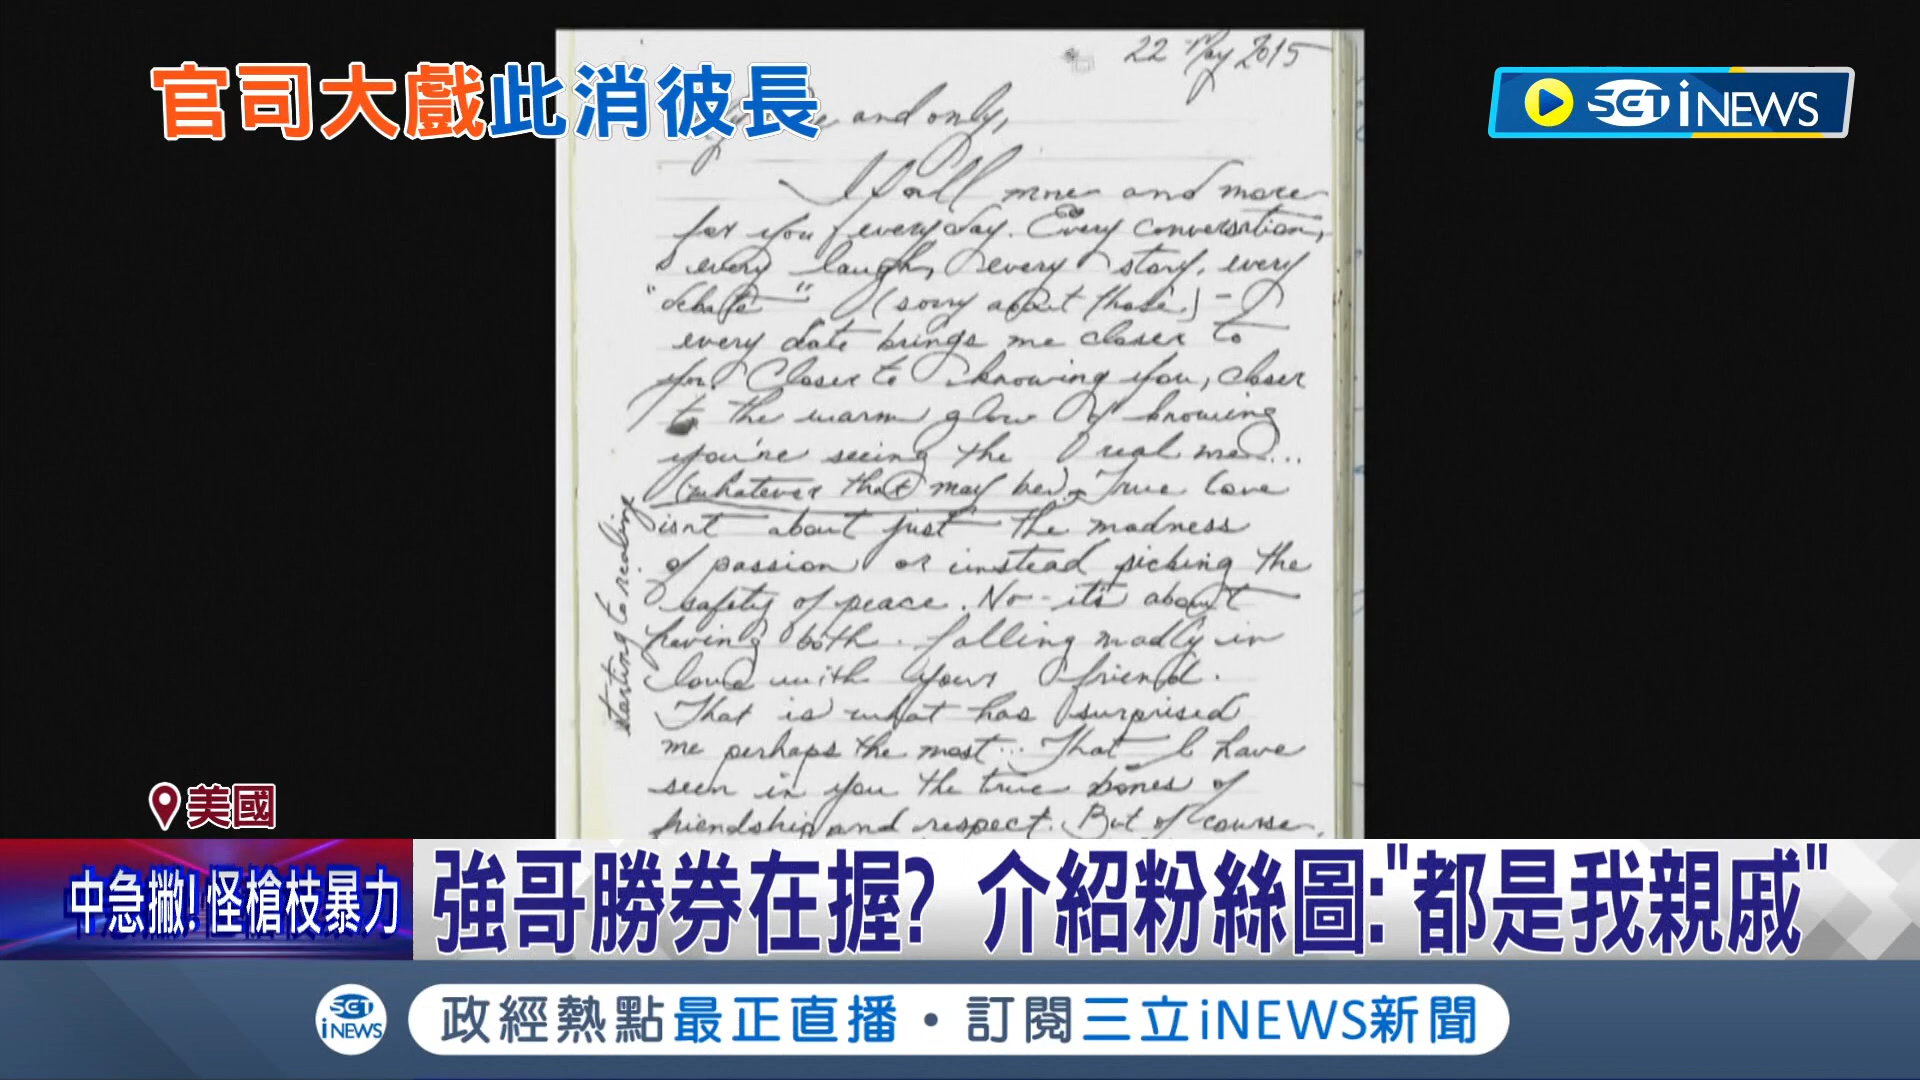 官司大戲此消彼長
SET iNEWS
22 May 2015
and only,
I fall more and more
for you everyday. Every conversation,
every laugh, every story, every
"debate" (sorry about those) -
every date brings me closer to
you. Closer to knowing you, closer
to the warm glow of knowing
you're seeing the real me...
(whatever that may be). True love
isnt about just the madness
of passion or instead picking the
safety of peace. No - it's about
having both. falling madly in
love with your friend.
That is what has surprised
me perhaps the most... That I have
seen in you the true bones of
friendship and respect. But of course,
starting to realize
美國
中急撇!怪槍枝暴力
強哥勝券在握? 介紹粉絲團:"都是我親戚"
SET iNEWS
政經熱點最正直播・訂閱三立iNEWS新聞